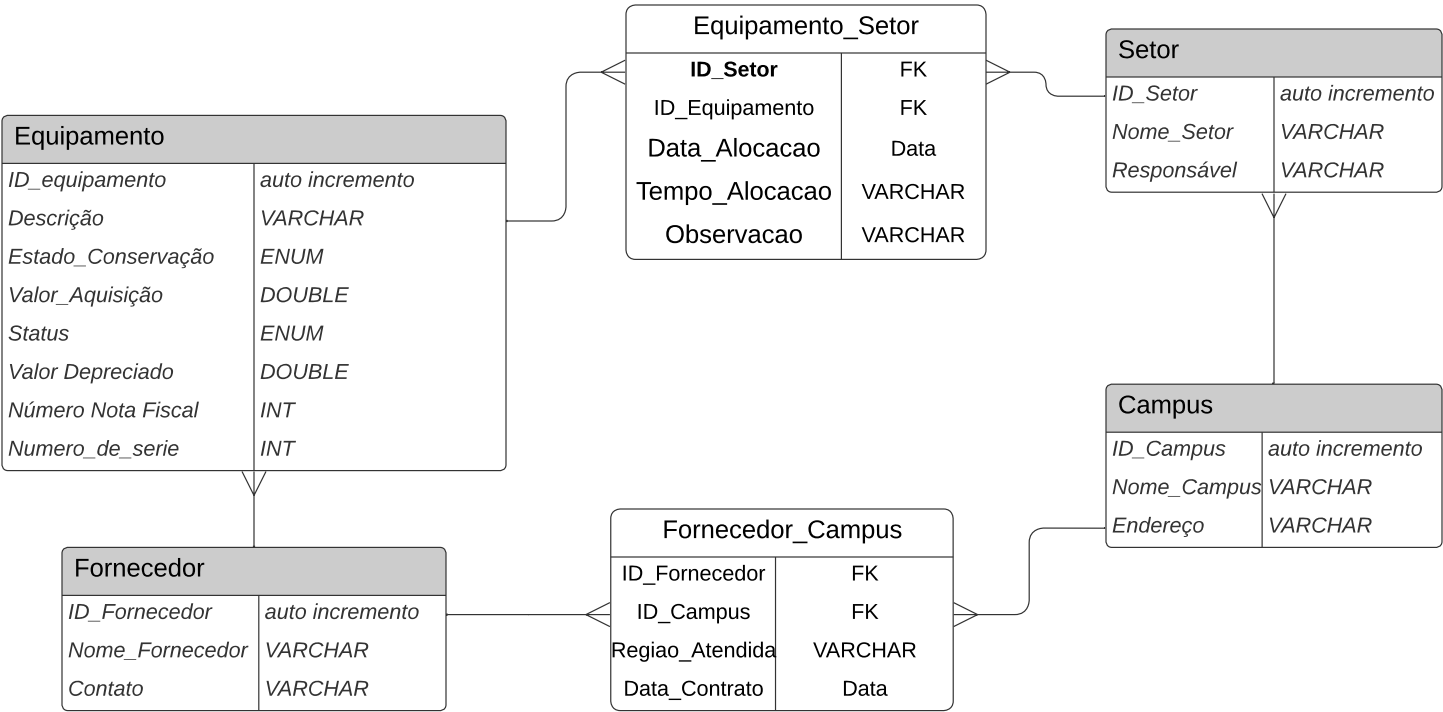 Equipamento_Setor
ID_Setor FK
ID_Equipamento FK
Data_Alocacao Data
Tempo_Alocacao VARCHAR
Observacao VARCHAR
Setor
ID_Setor auto incremento
Nome_Setor VARCHAR
Responsável VARCHAR
Equipamento
ID_equipamento auto incremento
Descrição VARCHAR
Estado_Conservação ENUM
Valor_Aquisição DOUBLE
Status ENUM
Valor Depreciado DOUBLE
Número Nota Fiscal INT
Numero_de_serie INT
Campus
ID_Campus auto incremento
Nome_Campus VARCHAR
Endereço VARCHAR
Fornecedor_Campus
ID_Fornecedor FK
ID_Campus FK
Regiao_Atendida VARCHAR
Data_Contrato Data
Fornecedor
ID_Fornecedor auto incremento
Nome_Fornecedor VARCHAR
Contato VARCHAR